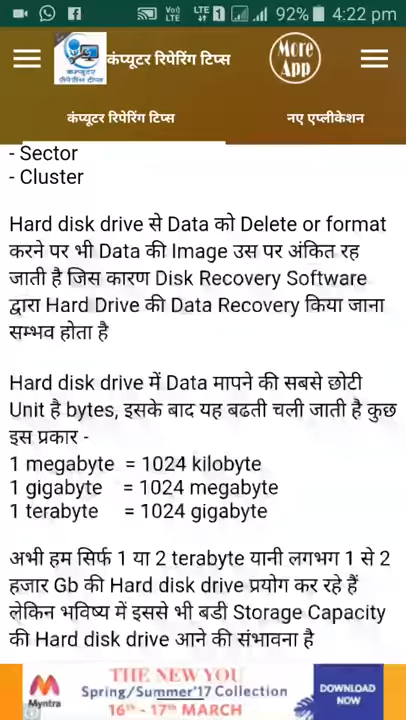 Vo)) LTE LTE 1 92% 4:22 pm
कंप्यूटर रिपेरिंग टिप्स
कंप्यूटर रिपेरिंग टीप्स
More App
कंप्यूटर रिपेरिंग टिप्स नए एप्लीकेशन
- Sector
- Cluster
Hard disk drive से Data को Delete or format
करने पर भी Data की Image उस पर अंकित रह
जाती है जिस कारण Disk Recovery Software
द्वारा Hard Drive की Data Recovery किया जाना
सम्भव होता है
Hard disk drive में Data मापने की सबसे छोटी
Unit है bytes, इसके बाद यह बढती चली जाती है कुछ
इस प्रकार -
1 megabyte = 1024 kilobyte
1 gigabyte = 1024 megabyte
1 terabyte = 1024 gigabyte
अभी हम सिर्फ 1 या 2 terabyte यानी लगभग 1 से 2
हजार Gb की Hard disk drive प्रयोग कर रहे हैं
लेकिन भविष्य में इससे भी बडी Storage Capacity
की Hard disk drive आने की संभावना है
Myntra
THE NEW YOU
Spring/Summer'17 Collection
16th - 17th MARCH
DOWNLOAD
NOW